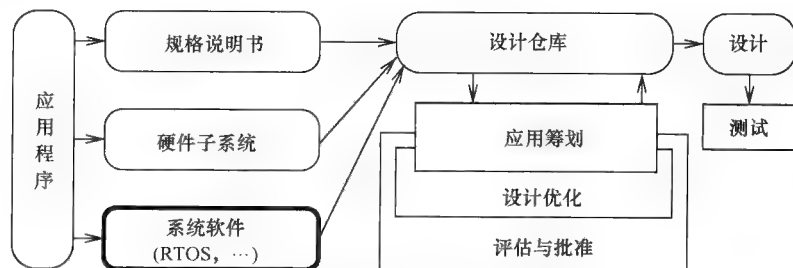 应用程序
规格说明书
设计仓库
设计
硬件子系统
应用筹划
测试
设计优化
系统软件
(RTOS, …)
评估与批准